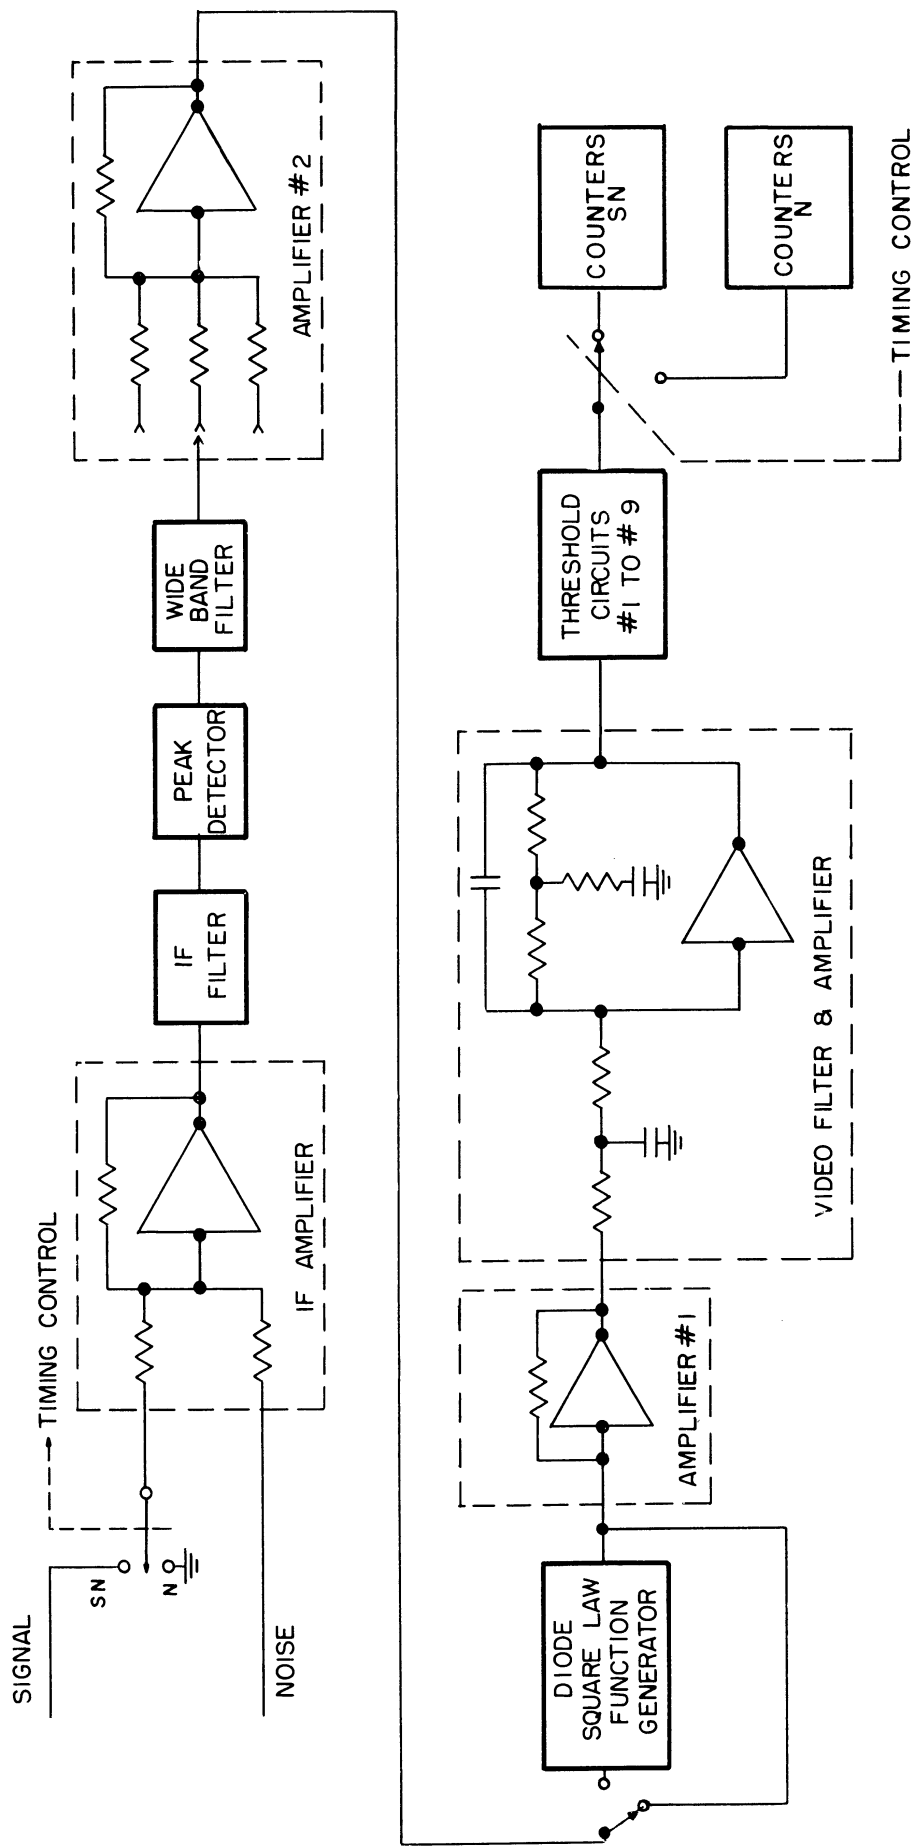 SIGNAL
SN
N
NOISE
TIMING CONTROL
IF AMPLIFIER
IF
FILTER
PEAK
DETECTOR
WIDE
BAND
FILTER
AMPLIFIER #2
DIODE
SQUARE LAW
FUNCTION
GENERATOR
AMPLIFIER #1
VIDEO FILTER & AMPLIFIER
THRESHOLD
CIRCUITS
#1 TO # 9
COUNTERS
SN
COUNTERS
N
TIMING CONTROL